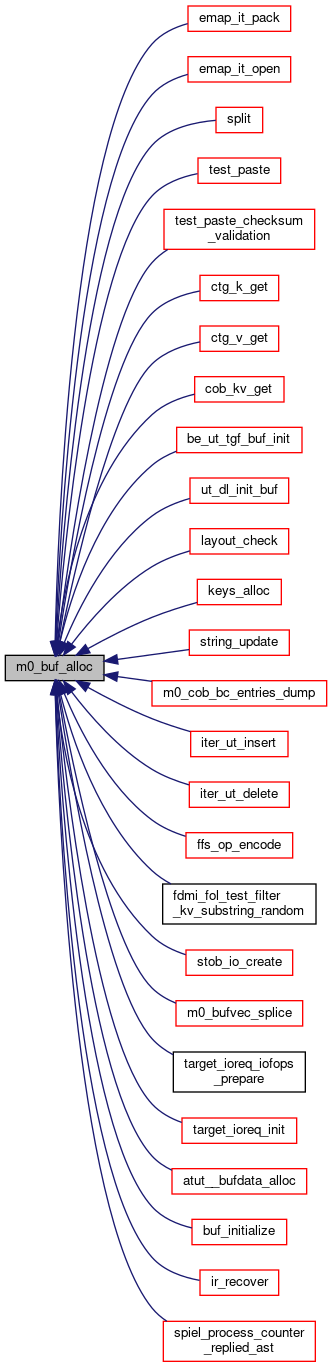 emap_it_pack
emap_it_open
split
test_paste
test_paste_checksum
_validation
ctg_k_get
ctg_v_get
cob_kv_get
be_ut_tgf_buf_init
ut_dl_init_buf
layout_check
keys_alloc
string_update
m0_buf_alloc
m0_cob_bc_entries_dump
iter_ut_insert
iter_ut_delete
ffs_op_encode
fdmi_fol_test_filter
_kv_substring_random
stob_io_create
m0_bufvec_splice
target_ioreq_iofops
_prepare
target_ioreq_init
atut__bufdata_alloc
buf_initialize
ir_recover
spiel_process_counter
_replied_ast